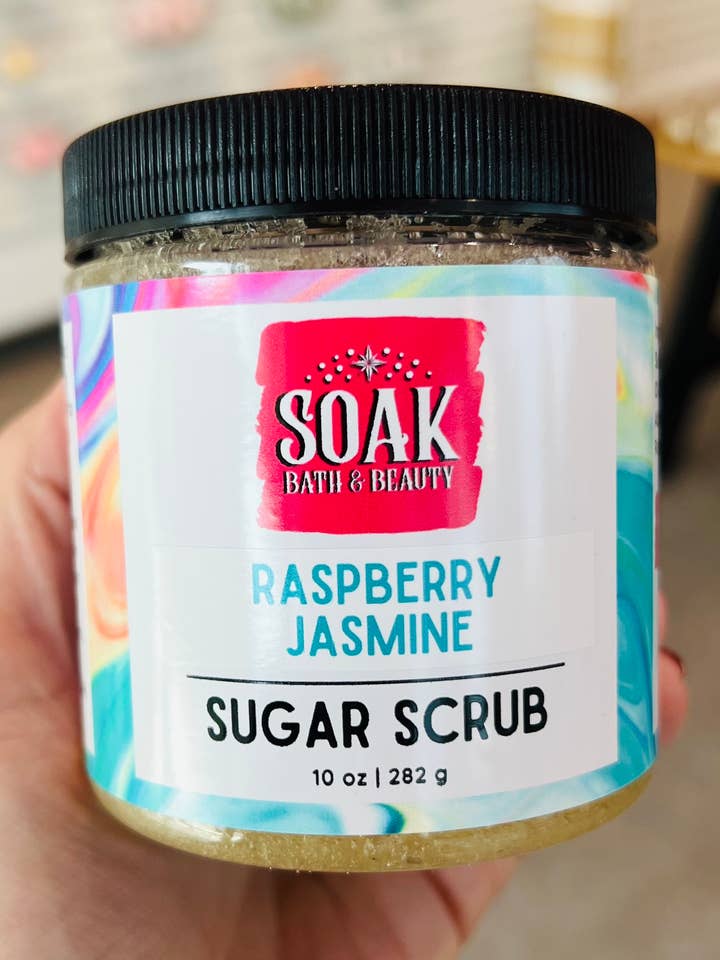 SOAK
BATH & BEAUTY
RASPBERRY
JASMINE
SUGAR SCRUB
10 oz | 282 g